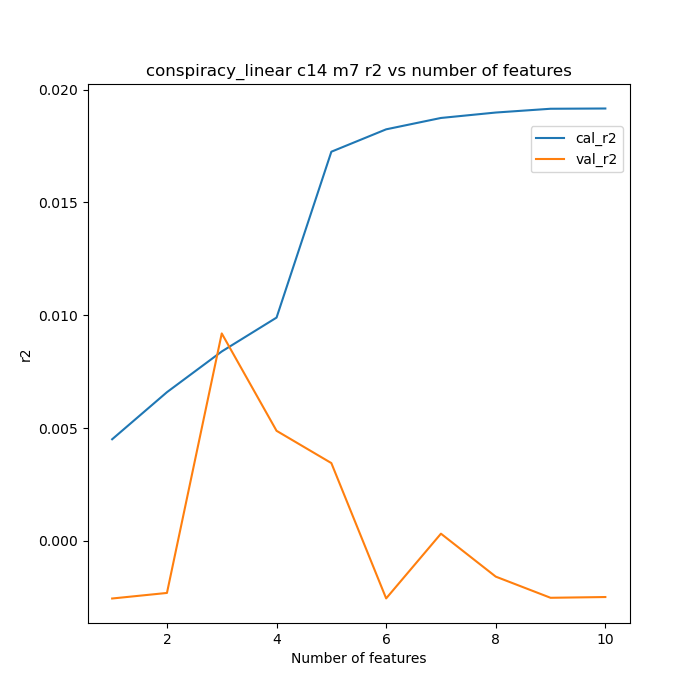 conspiracy_linear c14 m7 r2 vs number of features
0.020
0.015
0.010
0.005
0.000
r2
cal_r2
val_r2
2 4 6 8 10
Number of features